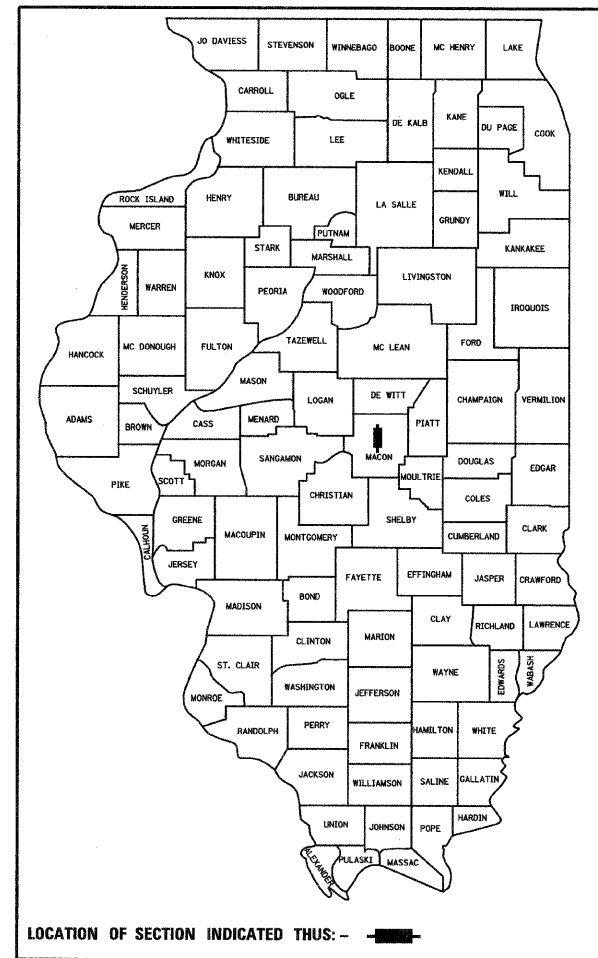 JO DAVIESS
STEVENSON
WINNEBAGO
BOONE
MC HENRY
LAKE
CARROLL
OGLE
DE KALB
KANE
DU PAGE
COOK
WHITESIDE
LEE
KENDALL
WILL
ROCK ISLAND
HENRY
BUREAU
LA SALLE
GRUNDY
MERCER
PUTNAM
STARK
MARSHALL
KANKAKEE
HENDERSON
WARREN
KNOX
PEORIA
WOODFORD
LIVINGSTON
IROQUOIS
HANCOCK
MC DONOUGH
FULTON
TAZEWELL
MC LEAN
FORD
SCHUYLER
MASON
LOGAN
DE WITT
CHAMPAIGN
VERMILION
ADAMS
BROWN
CASS
MENARD
PIATT
MACON
SANGAMON
MORGAN
SCOTT
PIKE
CHRISTIAN
MOULTRIE
DOUGLAS
EDGAR
COLES
GREENE
MACOUPIN
MONTGOMERY
SHELBY
CUMBERLAND
CLARK
CALHOUN
JERSEY
FAYETTE
EFFINGHAM
JASPER
CRAWFORD
MADISON
BOND
CLAY
RICHLAND
LAWRENCE
CLINTON
MARION
ST. CLAIR
WAYNE
EDWARDS
WABASH
MONROE
WASHINGTON
JEFFERSON
RANDOLPH
PERRY
HAMILTON
WHITE
FRANKLIN
JACKSON
WILLIAMSON
SALINE
GALLATIN
UNION
JOHNSON
POPE
HARDIN
ALEXANDER
PULASKI
MASSAC
LOCATION OF SECTION INDICATED THUS: -